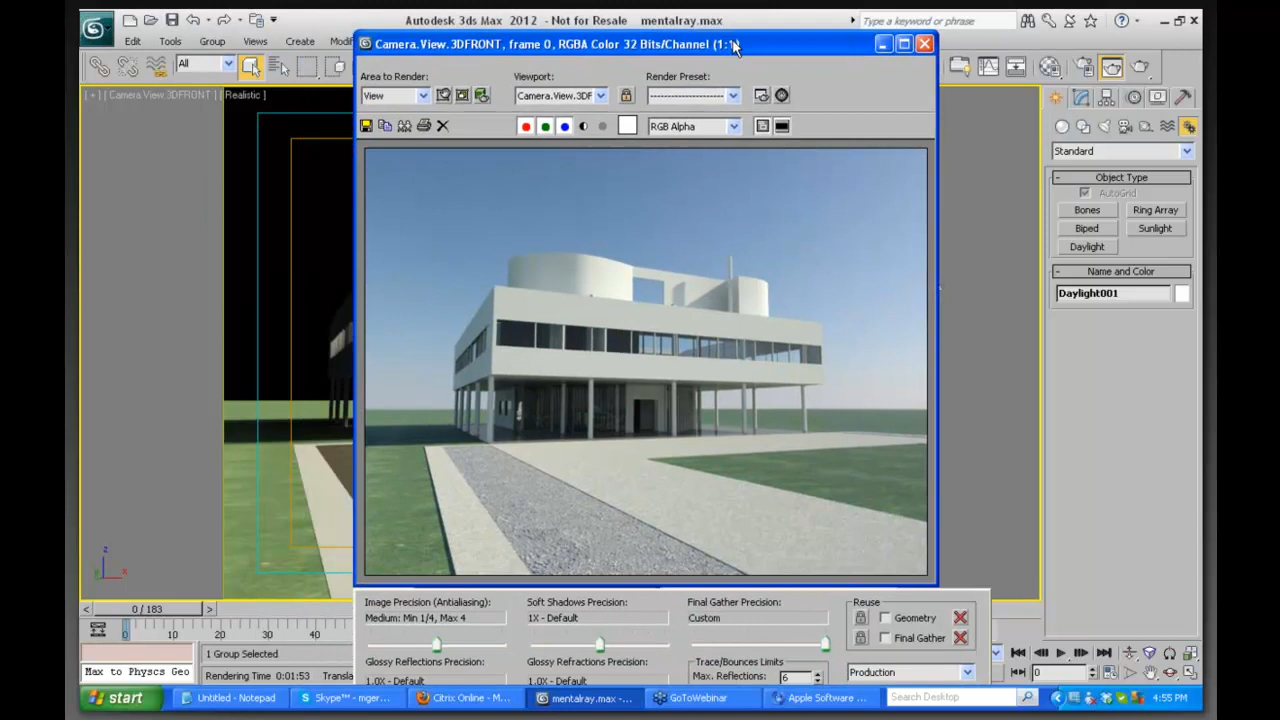 Autodesk 3ds Max 2012 - Not for Resale mentalray.max
Type a keyword or phrase
Edit Tools Group Views Create Mod
All
Camera.View.3DFRONT, frame 0, RGBA Color 32 Bits/Channel (1:1)
Area to Render:
Viewport:
Render Preset:
View
Camera.View.3DF
-----------------------
RGB Alpha
[ + ] [ Camera.View.3DFRONT ] [ Realistic ]
Standard
Object Type
AutoGrid
Bones
Ring Array
Biped
Sunlight
Daylight
Name and Color
Daylight001
z
y
x
Image Precision (Antialiasing):
Soft Shadows Precision:
Final Gather Precision:
Reuse
Medium: Min 1/4, Max 4
1X - Default
Custom
Geometry
Final Gather
Glossy Reflections Precision:
Glossy Refractions Precision:
Trace/Bounces Limits
1.0X - Default
1.0X - Default
Max. Reflections: 6
Production
< 0 / 183 >
0 10 20 30 40
1 Group Selected
Max to Physcs Geo
Rendering Time 0:01:53
Transla
0
start
Untitled - Notepad
Skype™ - mger...
Citrix Online - M...
mentalray.max -...
GoToWebinar
Apple Software ...
Search Desktop
4:55 PM